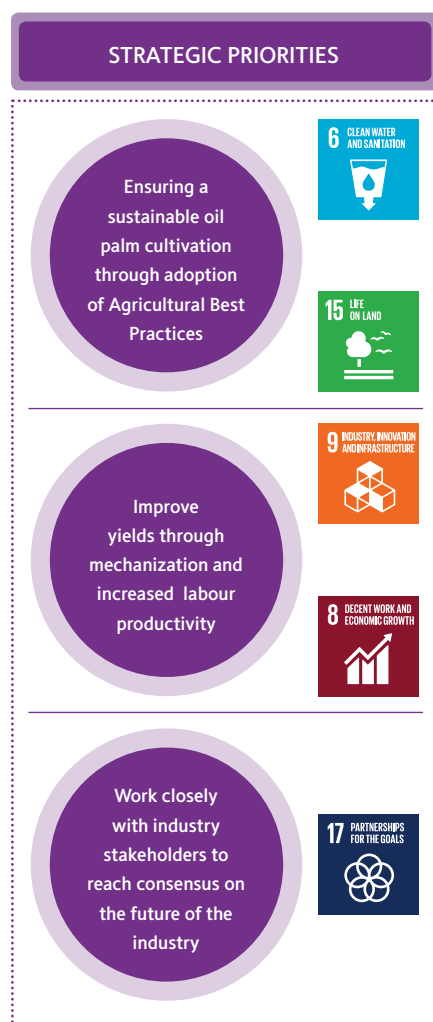 STRATEGIC PRIORITIES
Ensuring a
sustainable oil
palm cultivation
through adoption
of Agricultural Best
Practices
6 CLEAN WATER
AND SANITATION
15 LIFE
ON LAND
Improve
yields through
mechanization and
increased labour
productivity
9 INDUSTRY, INNOVATION
AND INFRASTRUCTURE
8 DECENT WORK AND
ECONOMIC GROWTH
Work closely
with industry
stakeholders to
reach consensus on
the future of the
industry
17 PARTNERSHIPS
FOR THE GOALS